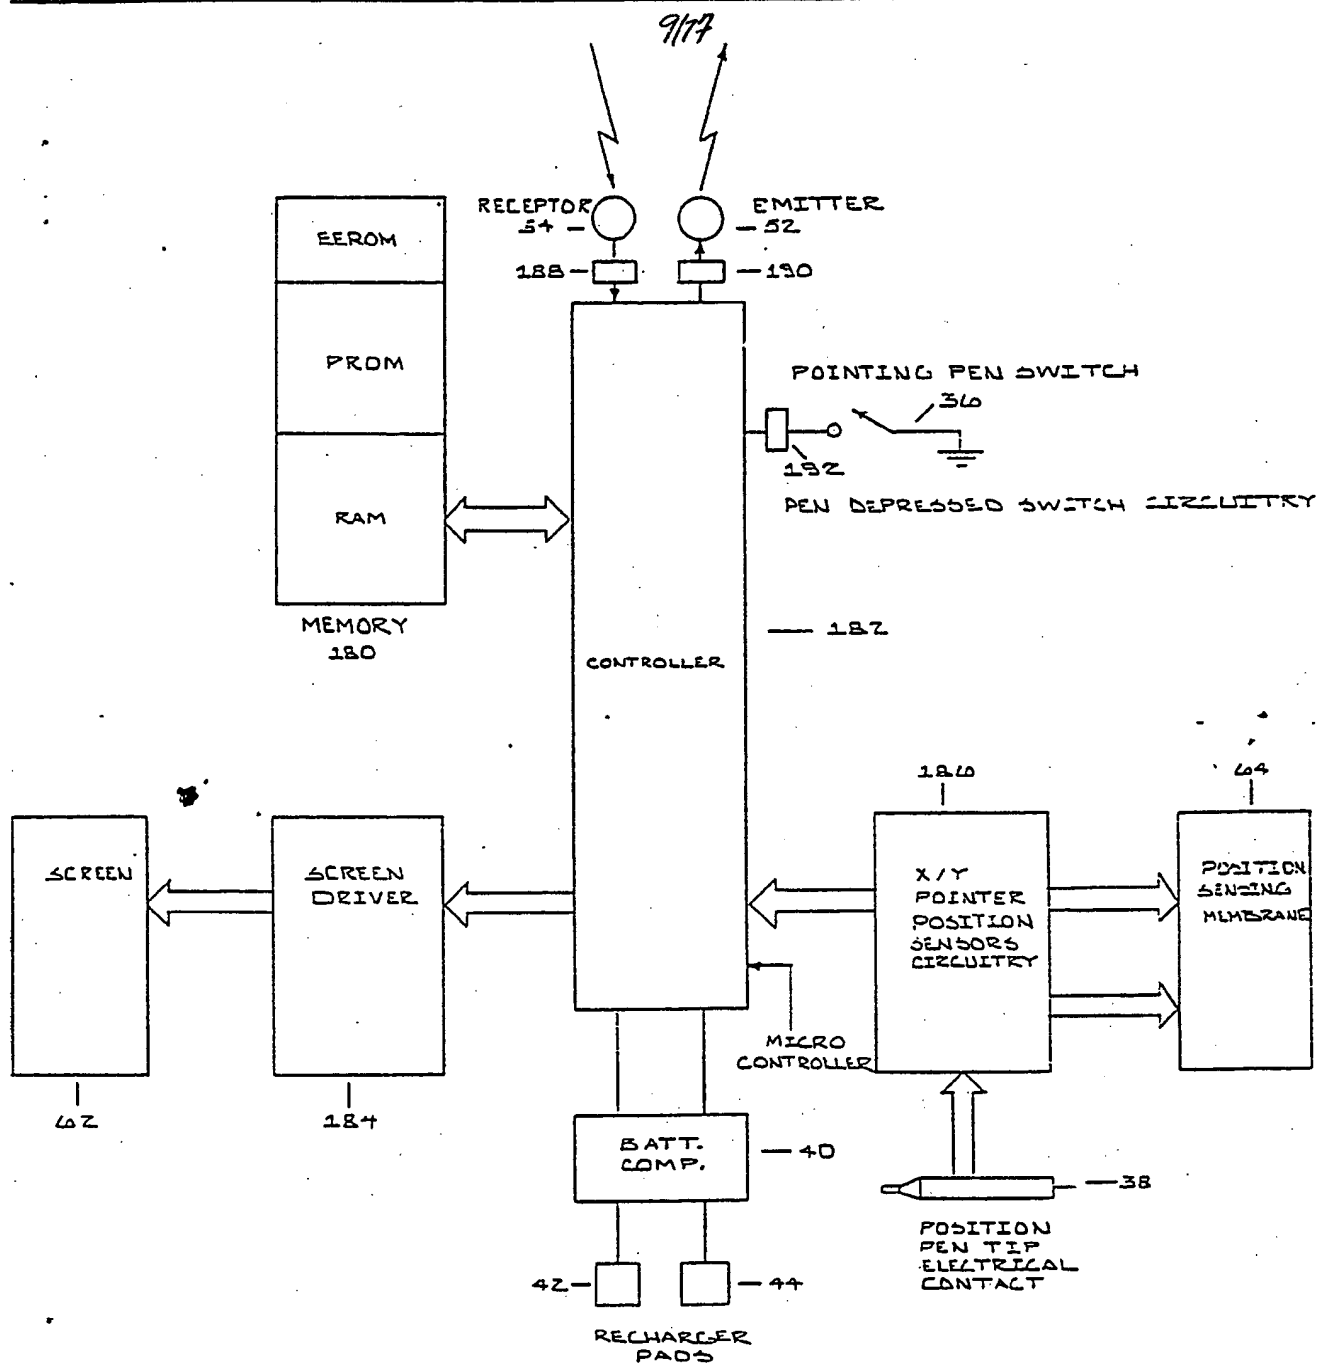 9/17
RECEPTOR
54
EMITTER
52
188
190
EEROM
PROM
RAM
MEMORY
180
POINTING PEN SWITCH
36
192
PEN DEPRESSED SWITCH CIRCUITRY
182
CONTROLLER
186
64
SCREEN
SCREEN
DRIVER
X/Y
POINTER
POSITION
SENSORS
CIRCUITRY
POSITION
SENSING
MEMBRANE
MICRO
CONTROLLER
62
184
BATT.
COMP.
40
38
POSITION
PEN TIP
ELECTRICAL
CONTACT
42
44
RECHARGER
PADS